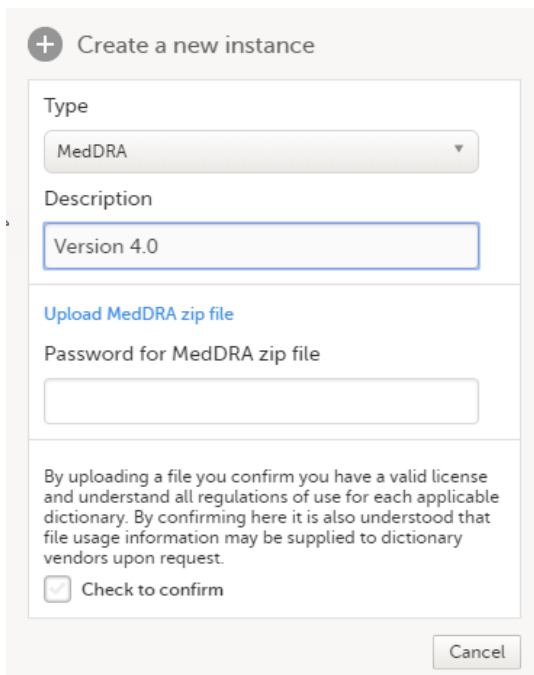 Create a new instance
Type
MedDRA
Description
Version 4.0
Upload MedDRA zip file
Password for MedDRA zip file
By uploading a file you confirm you have a valid license
and understand all regulations of use for each applicable
dictionary. By confirming here it is also understood that
file usage information may be supplied to dictionary
vendors upon request.
Check to confirm
Cancel